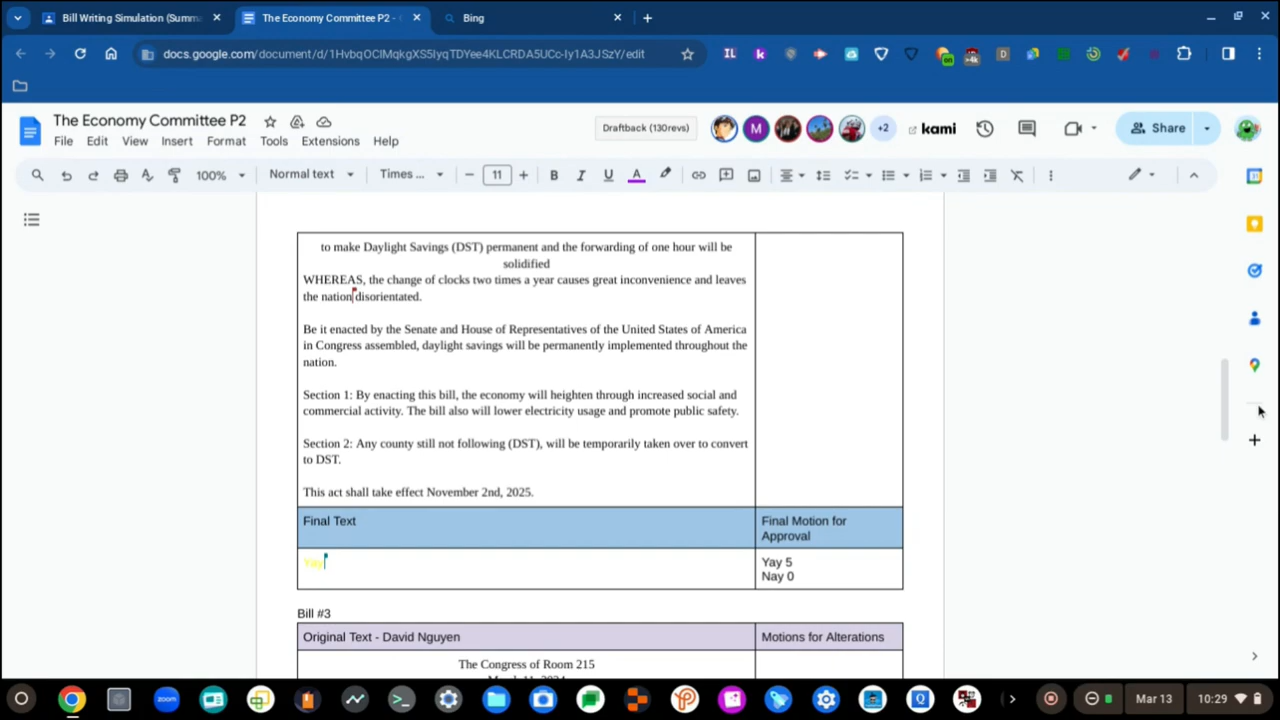 Bill Writing Simulation (Summ
The Economy Committee P2 -
Bing
docs.google.com/document/d/1HvbqOCIMqkgXS5IyqTDYee4KLCRDA5UCc-Iy1A3JSzY/edit
The Economy Committee P2
File Edit View Insert Format Tools Extensions Help
Draftback (130revs)
M
+2
kami
Share
100%
Normal text
Times ...
11
B I U A
to make Daylight Savings (DST) permanent and the forwarding of one hour will be
solidified
WHEREAS, the change of clocks two times a year causes great inconvenience and leaves
the nation disorientated.
Be it enacted by the Senate and House of Representatives of the United States of America
in Congress assembled, daylight savings will be permanently implemented throughout the
nation.
Section 1: By enacting this bill, the economy will heighten through increased social and
commercial activity. The bill also will lower electricity usage and promote public safety.
Section 2: Any county still not following (DST), will be temporarily taken over to convert
to DST.
This act shall take effect November 2nd, 2025.
Final Text
Final Motion for
Approval
Yay
Yay 5
Nay 0
Bill #3
Original Text - David Nguyen
Motions for Alterations
The Congress of Room 215
March 11, 2024
zoom
Mar 13
10:29